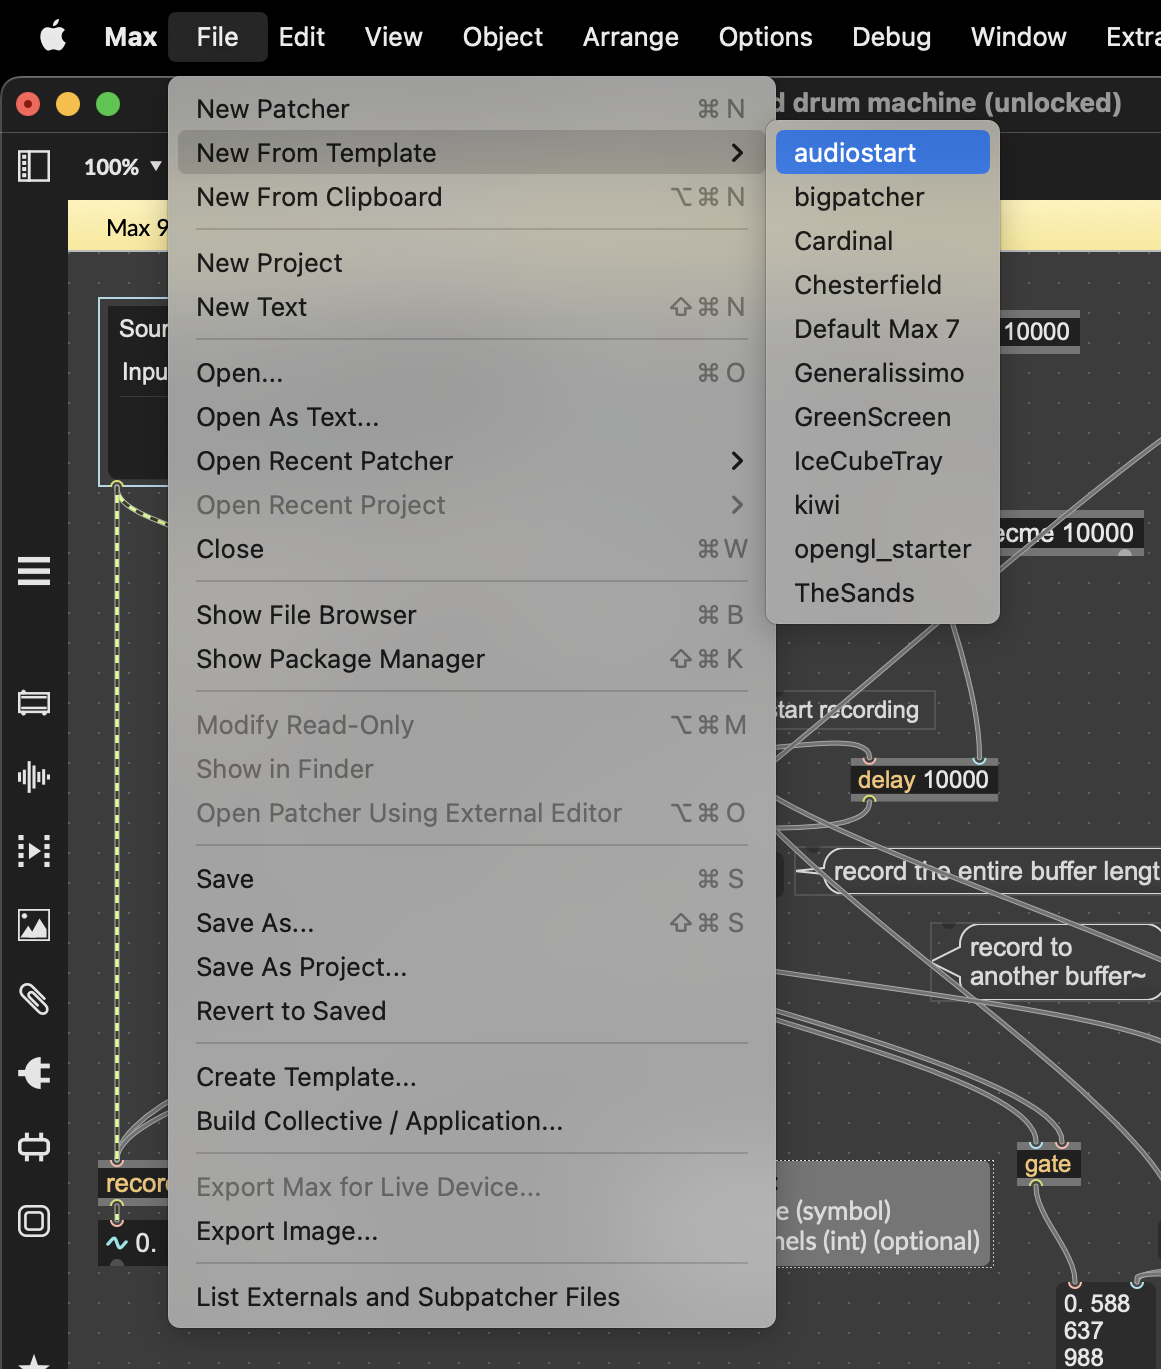 Max File Edit View Object Arrange Options Debug Window Extra
d drum machine (unlocked)
100%
Max 9
New Patcher ⌘ N
New From Template
New From Clipboard ⌥ ⌘ N
New Project
New Text ⇧ ⌘ N
Open... ⌘ O
Open As Text...
Open Recent Patcher
Open Recent Project
Close ⌘ W
Show File Browser ⌘ B
Show Package Manager ⇧ ⌘ K
Modify Read-Only ⌥ ⌘ M
Show in Finder
Open Patcher Using External Editor ⌥ ⌘ O
Save ⌘ S
Save As... ⇧ ⌘ S
Save As Project...
Revert to Saved
Create Template...
Build Collective / Application...
Export Max for Live Device...
Export Image...
List Externals and Subpatcher Files
audiostart
bigpatcher
Cardinal
Chesterfield
Default Max 7
Generalissimo
GreenScreen
IceCubeTray
kiwi
opengl_starter
TheSands
Sour
Inpu
10000
ecme 10000
start recording
delay 10000
record the entire buffer lengt
record to
another buffer~
gate
record
0.
e (symbol)
nels (int) (optional)
0. 588
637
988